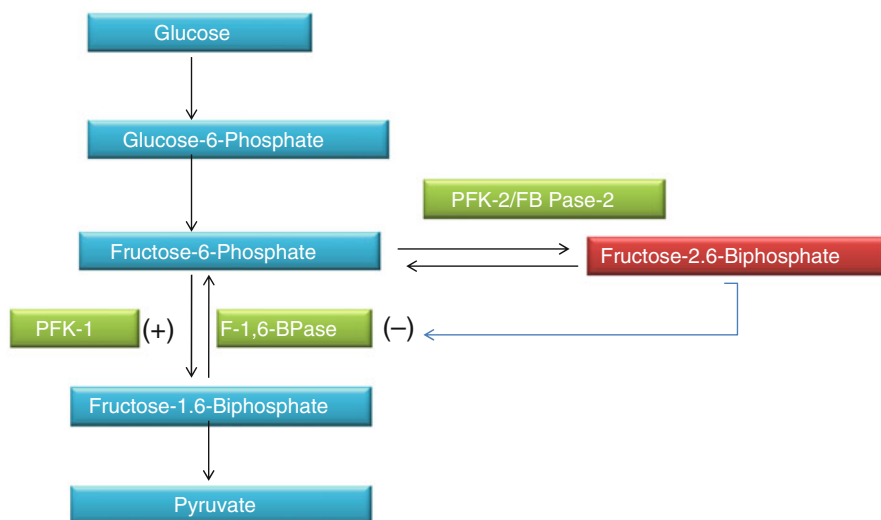 Glucose
Glucose-6-Phosphate
PFK-2/FB Pase-2
Fructose-6-Phosphate
Fructose-2.6-Biphosphate
PFK-1
(+)
F-1,6-BPase
(–)
Fructose-1.6-Biphosphate
Pyruvate